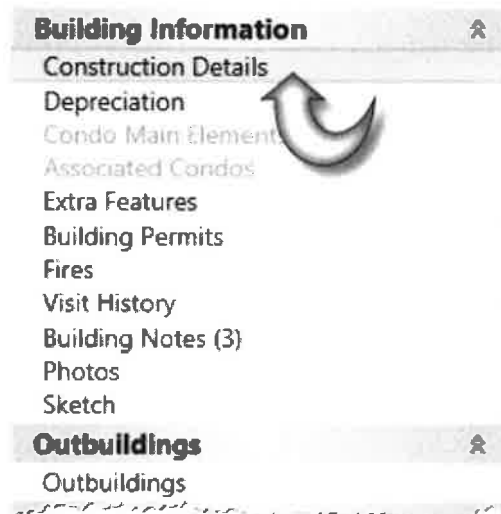 Building Information
Construction Details
Depreciation
Condo Main Element
Associated Condos
Extra Features
Building Permits
Fires
Visit History
Building Notes (3)
Photos
Sketch
Outbuildings
Outbuildings